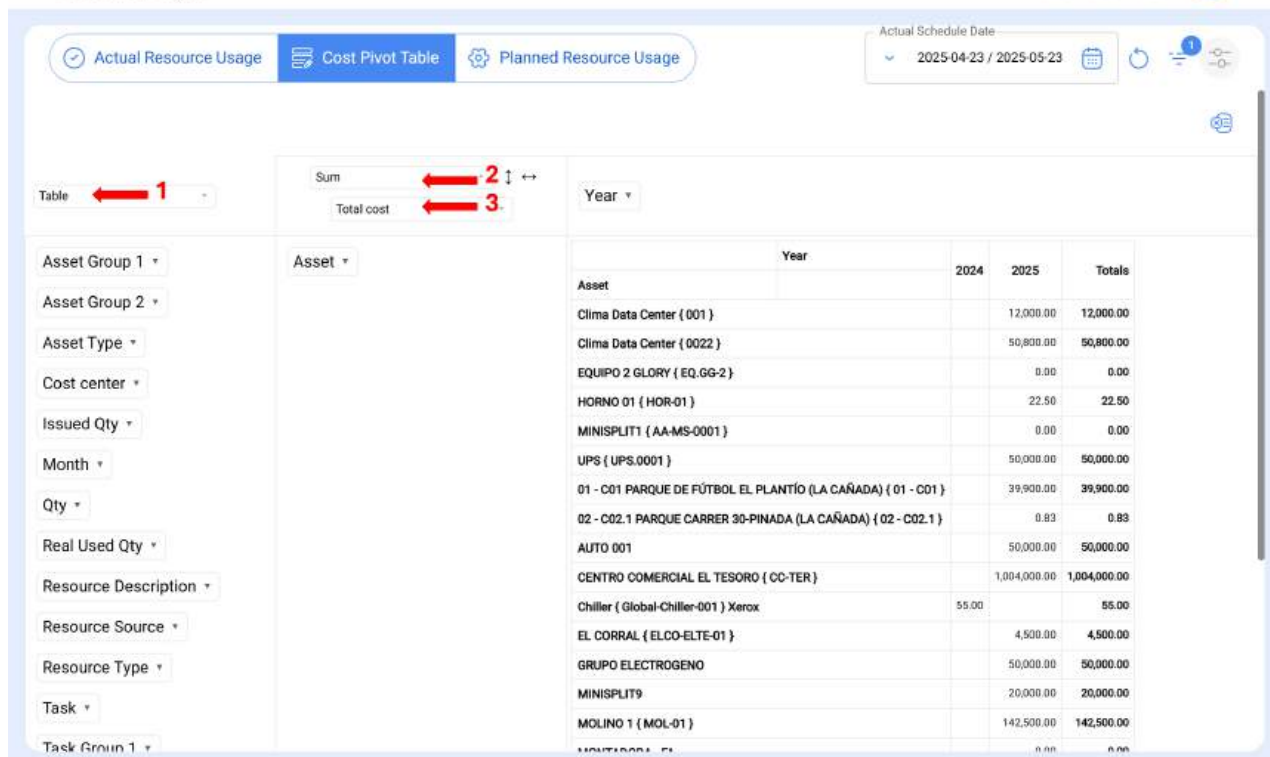 Actual Resource Usage
Cost Pivot Table
Planned Resource Usage
Actual Schedule Date
2025-04-23 / 2025-05-23
1
Table 1
Sum 2
Total cost 3
Year
Asset Group 1
Asset Group 2
Asset Type
Cost center
Issued Qty
Month
Qty
Real Used Qty
Resource Description
Resource Source
Resource Type
Task
Task Group 1
Asset
Year 2024 2025 Totals
Asset
Clima Data Center { 001 } 12,000.00 12,000.00
Clima Data Center { 0022 } 50,800.00 50,800.00
EQUIPO 2 GLORY { EQ.GG-2 } 0.00 0.00
HORNO 01 { HOR-01 } 22.50 22.50
MINISPLIT1 { AA-MS-0001 } 0.00 0.00
UPS { UPS.0001 } 50,000.00 50,000.00
01 - C01 PARQUE DE FÚTBOL EL PLANTÍO (LA CAÑADA) { 01 - C01 } 39,900.00 39,900.00
02 - C02.1 PARQUE CARRER 30-PINADA (LA CAÑADA) { 02 - C02.1 } 0.83 0.83
AUTO 001 50,000.00 50,000.00
CENTRO COMERCIAL EL TESORO { CC-TER } 1,004,000.00 1,004,000.00
Chiller { Global-Chiller-001 } Xerox 55.00 55.00
EL CORRAL { ELCO-ELTE-01 } 4,500.00 4,500.00
GRUPO ELECTROGENO 50,000.00 50,000.00
MINISPLIT9 20,000.00 20,000.00
MOLINO 1 { MOL-01 } 142,500.00 142,500.00
0.00 0.00